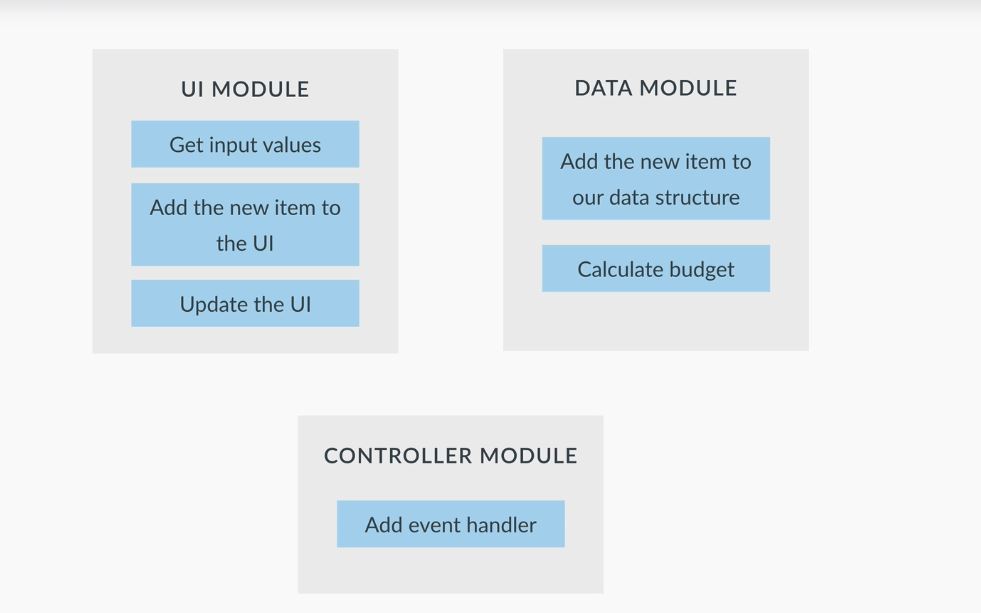 UI MODULE
Get input values
Add the new item to
the UI
Update the UI
DATA MODULE
Add the new item to
our data structure
Calculate budget
CONTROLLER MODULE
Add event handler